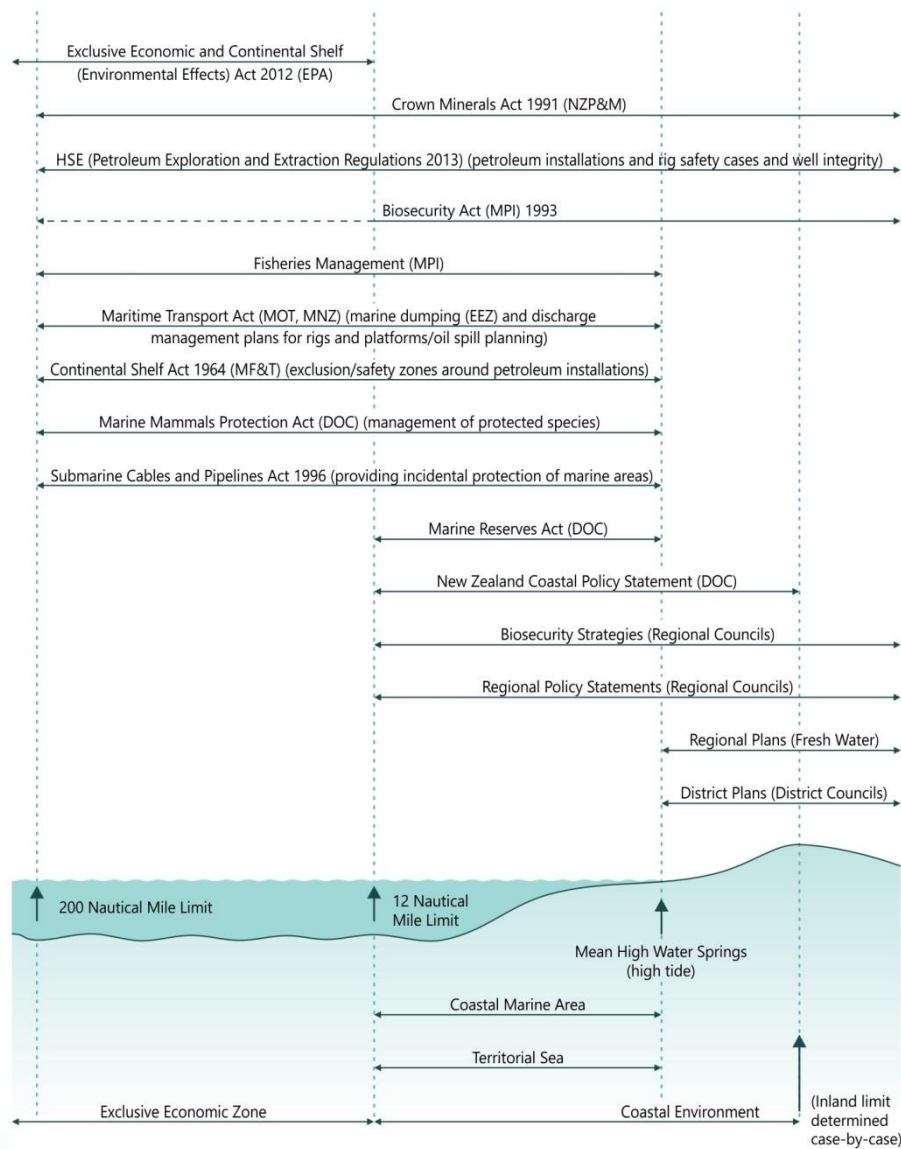 Exclusive Economic and Continental Shelf
(Environmental Effects) Act 2012 (EPA)
Crown Minerals Act 1991 (NZP&M)
HSE (Petroleum Exploration and Extraction Regulations 2013) (petroleum installations and rig safety cases and well integrity)
Biosecurity Act (MPI) 1993
Fisheries Management (MPI)
Maritime Transport Act (MOT, MNZ) (marine dumping (EEZ) and discharge
management plans for rigs and platforms/oil spill planning)
Continental Shelf Act 1964 (MF&T) (exclusion/safety zones around petroleum installations)
Marine Mammals Protection Act (DOC) (management of protected species)
Submarine Cables and Pipelines Act 1996 (providing incidental protection of marine areas)
Marine Reserves Act (DOC)
New Zealand Coastal Policy Statement (DOC)
Biosecurity Strategies (Regional Councils)
Regional Policy Statements (Regional Councils)
Regional Plans (Fresh Water)
District Plans (District Councils)
200 Nautical Mile Limit
12 Nautical
Mile Limit
Mean High Water Springs
(high tide)
Coastal Marine Area
Territorial Sea
Exclusive Economic Zone
Coastal Environment
(Inland limit
determined
case-by-case)